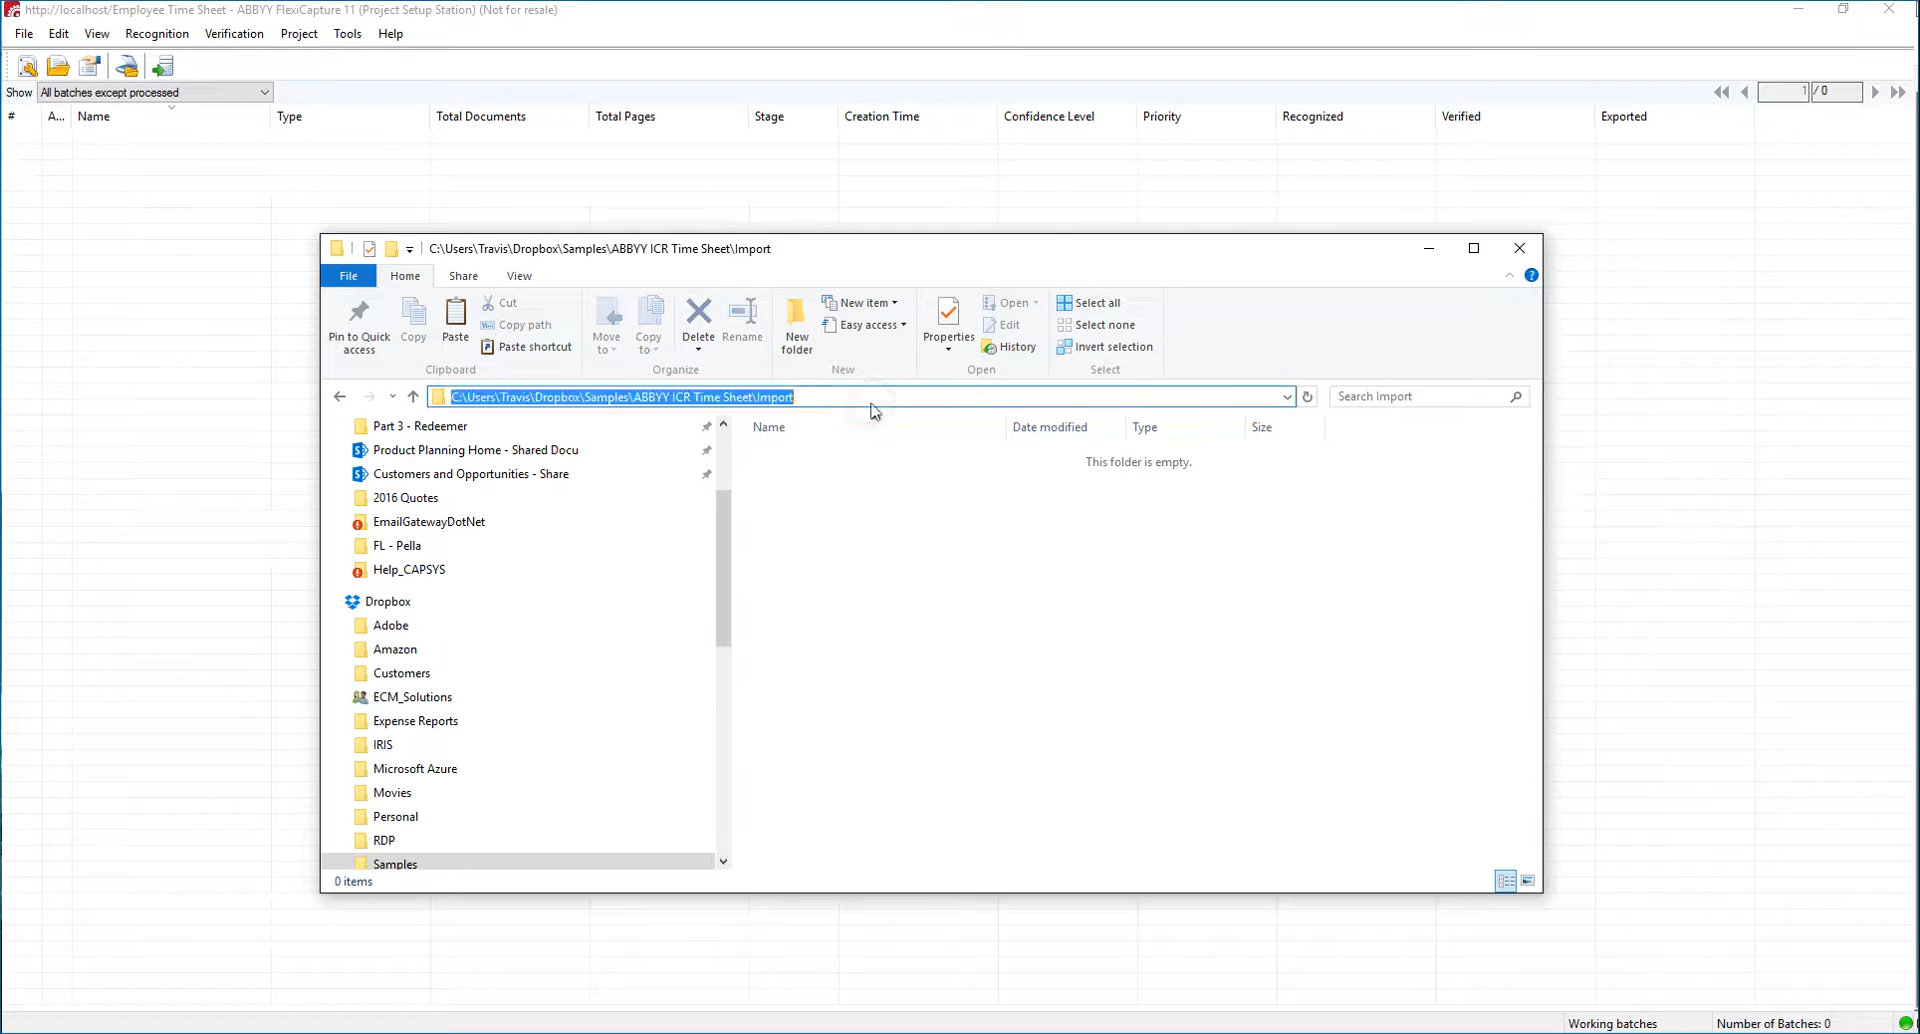 http://localhost/Employee Time Sheet - ABBYY FlexiCapture 11 (Project Setup Station) (Not for resale)
File Edit View Recognition Verification Project Tools Help
Show All batches except processed 1 / 0
# A... Name Type Total Documents Total Pages Stage Creation Time Confidence Level Priority Recognized Verified Exported
C:\Users\Travis\Dropbox\Samples\ABBYY ICR Time Sheet\Import
File Home Share View
Pin to Quick access
Copy
Paste
Cut
Copy path
Paste shortcut
Clipboard
Move to
Copy to
Delete
Rename
Organize
New folder
New item
Easy access
New
Properties
Open
Edit
History
Open
Select all
Select none
Invert selection
Select
C:\Users\Travis\Dropbox\Samples\ABBYY ICR Time Sheet\Import
Search Import
Part 3 - Redeemer
Product Planning Home - Shared Docu
Customers and Opportunities - Share
2016 Quotes
EmailGatewayDotNet
FL - Pella
Help_CAPSYS
Dropbox
Adobe
Amazon
Customers
ECM_Solutions
Expense Reports
IRIS
Microsoft Azure
Movies
Personal
RDP
Samples
Name Date modified Type Size
This folder is empty.
0 items
Working batches Number of Batches: 0